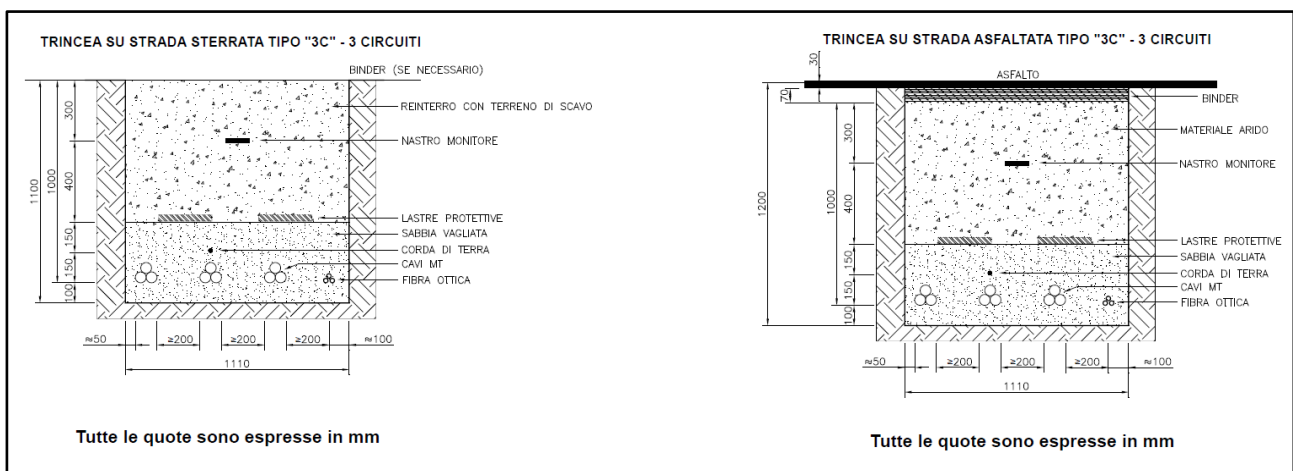 TRINCEA SU STRADA STERRATA TIPO "3C" - 3 CIRCUITI
BINDER (SE NECESSARIO)
REINTERRO CON TERRENO DI SCAVO
NASTRO MONITORE
LASTRE PROTETTIVE
SABBIA VAGLIATA
CORDA DI TERRA
CAVI MT
FIBRA OTTICA
1100
1000
300
400
150
150
100
≈50
≥200
≥200
≥200
≈100
1110
Tutte le quote sono espresse in mm
TRINCEA SU STRADA ASFALTATA TIPO "3C" - 3 CIRCUITI
30
ASFALTO
70
BINDER
MATERIALE ARIDO
NASTRO MONITORE
LASTRE PROTETTIVE
SABBIA VAGLIATA
CORDA DI TERRA
CAVI MT
FIBRA OTTICA
1200
1000
300
400
150
150
100
≈50
≥200
≥200
≥200
≈100
1110
Tutte le quote sono espresse in mm